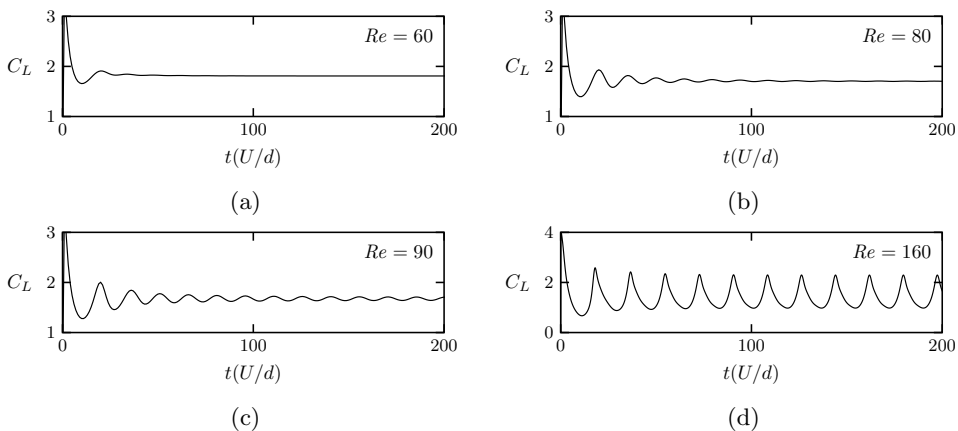 3
2
1
C_L
Re = 60
0
100
200
t(U/d)
(a)
3
2
1
C_L
Re = 80
0
100
200
t(U/d)
(b)
3
2
1
C_L
Re = 90
0
100
200
t(U/d)
(c)
4
2
0
C_L
Re = 160
0
100
200
t(U/d)
(d)